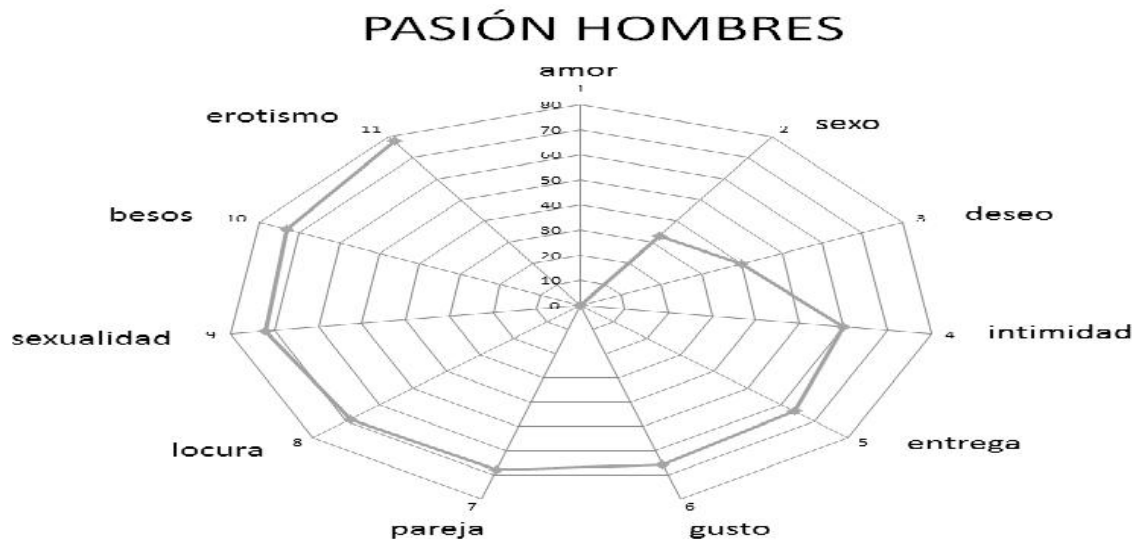 PASIÓN HOMBRES
amor
1
erotismo
11
2
sexo
80
70
60
50
40
30
20
10
0
besos
10
3
deseo
sexualidad
9
4
intimidad
locura
8
5
entrega
7
6
pareja
gusto